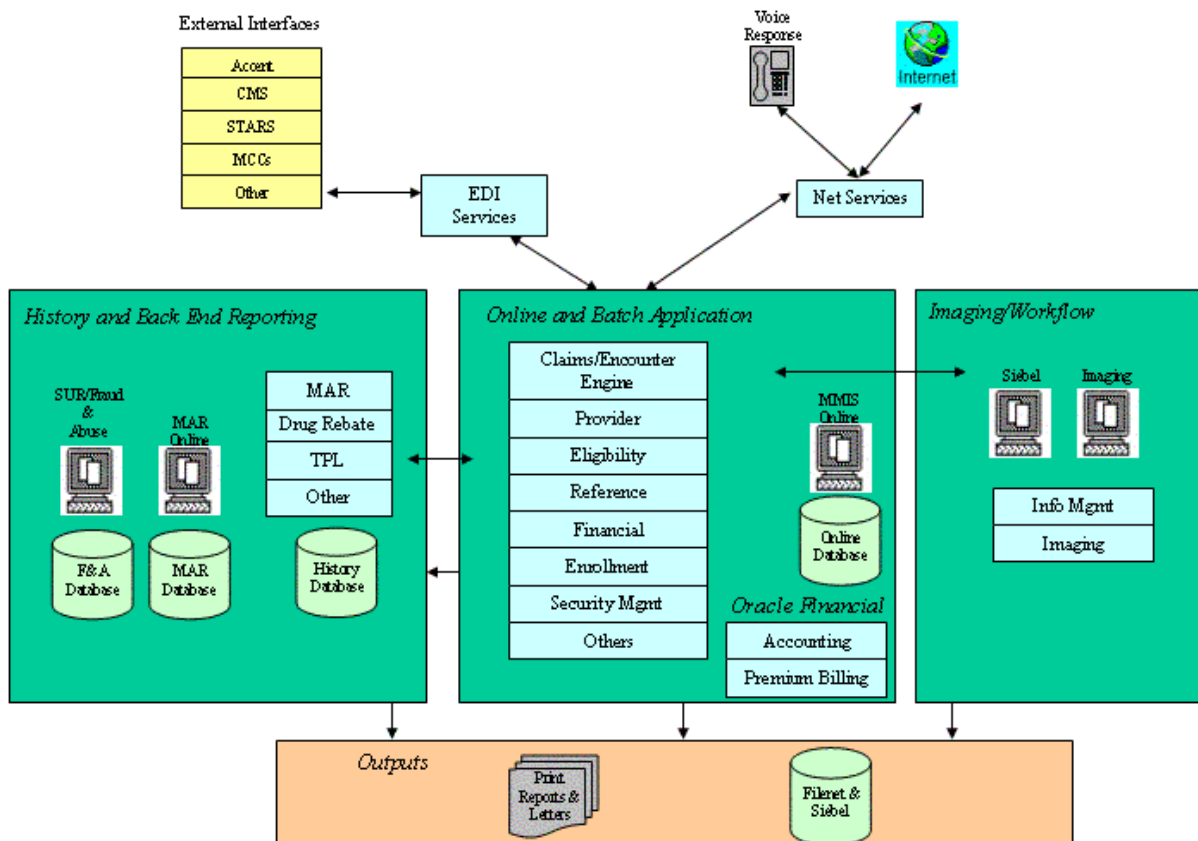 External Interfaces
Accent
CMS
STARS
MCCs
Other
Voice
Response
Internet
EDI
Services
Net Services
History and Back End Reporting
SUR/Fraud
&
Abuse
MAR
Online
MAR
Drug Rebate
TPL
Other
F&A
Database
MAR
Database
History
Database
Online and Batch Application
Claims/Encounter
Engine
Provider
Eligibility
Reference
Financial
Enrollment
Security Mgmt
Others
MMIS
Online
Online
Database
Oracle Financial
Accounting
Premium Billing
Imaging/Workflow
Siebel
Imaging
Info Mgmt
Imaging
Outputs
Print
Reports &
Letters
Filenet &
Siebel